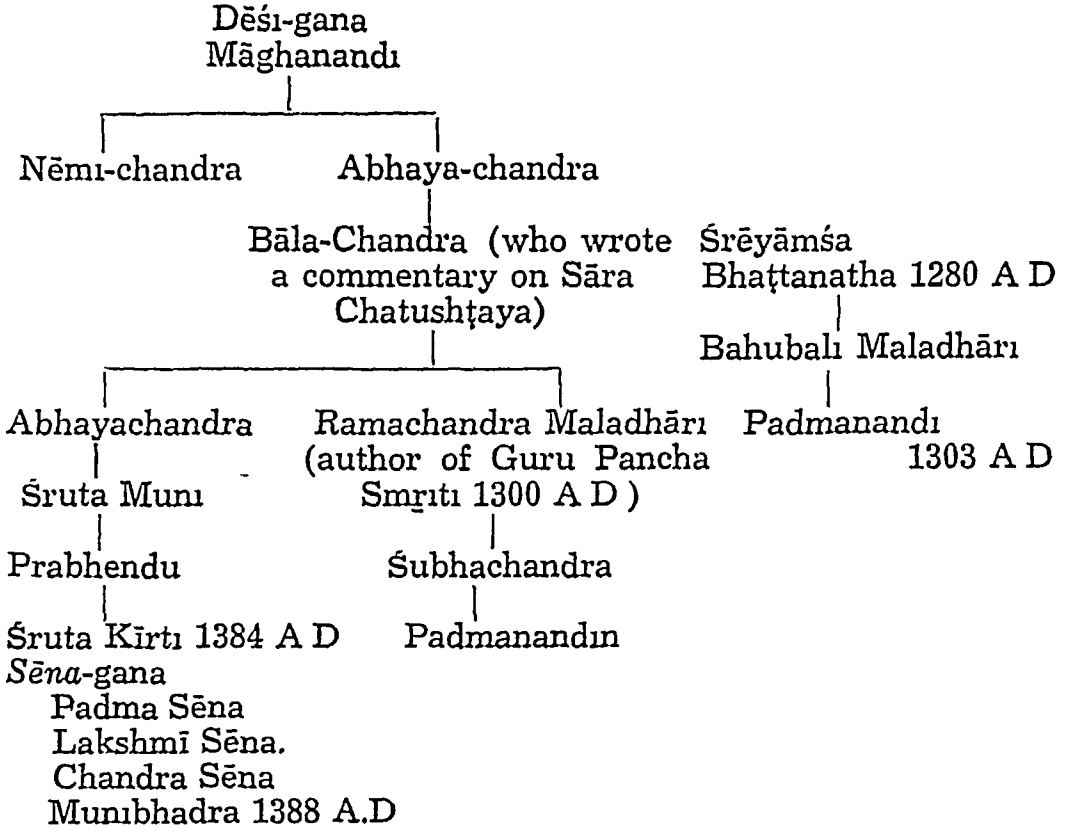 Dēśı-gana
Māghanandı
Nēmı-chandra Abhaya-chandra
Bāla-Chandra (who wrote Śrēyāmśa
a commentary on Sāra Bhaṭtanatha 1280 A D
Chatushṭaya)
Bahubalı Maladhārı
Abhayachandra Ramachandra Maladhārı Padmanandı
(author of Guru Pancha 1303 A D
Śruta Munı Smṛıtı 1300 A D )
Prabhendu Śubhachandra
Śruta Kīrtı 1384 A D Padmanandın
Sēna-gana
Padma Sēna
Lakshmī Sēna.
Chandra Sēna
Munıbhadra 1388 A.D